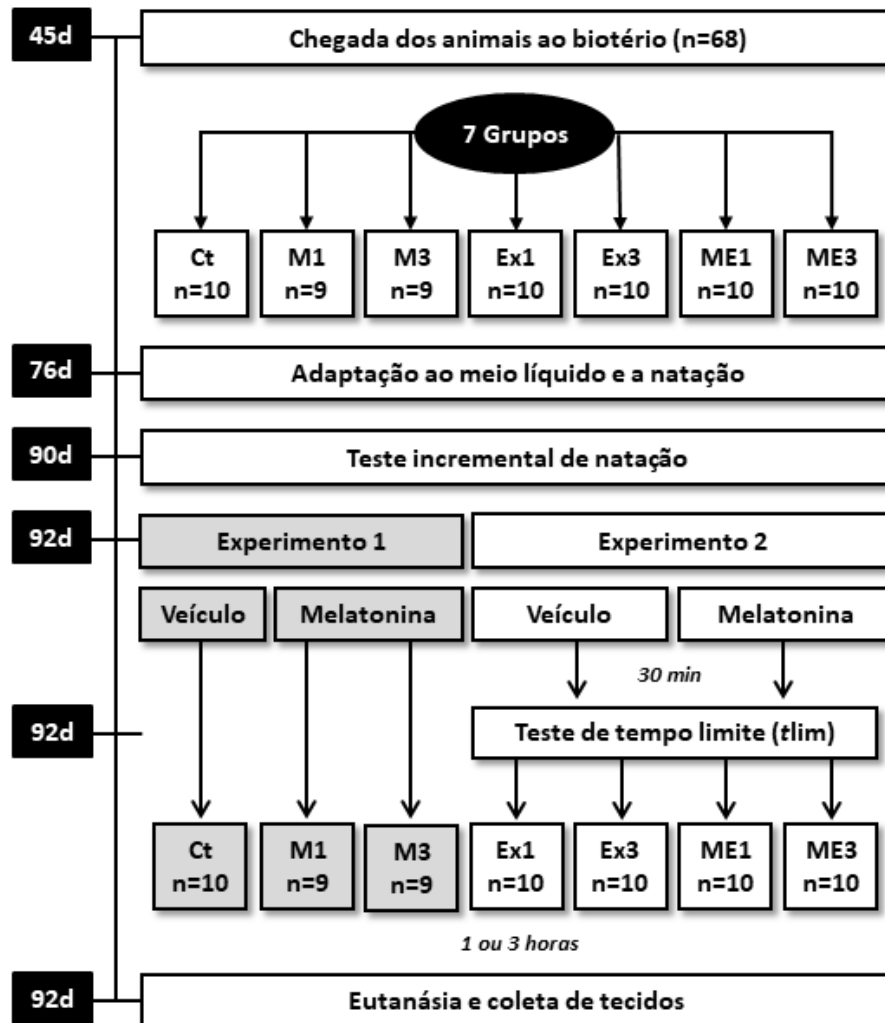 45d
Chegada dos animais ao biotério (n=68)
7 Grupos
Ct
n=10
M1
n=9
M3
n=9
Ex1
n=10
Ex3
n=10
ME1
n=10
ME3
n=10
76d
Adaptação ao meio líquido e a natação
90d
Teste incremental de natação
92d
Experimento 1
Experimento 2
Veículo
Melatonina
Veículo
Melatonina
30 min
92d
Teste de tempo limite (tlim)
Ct
n=10
M1
n=9
M3
n=9
Ex1
n=10
Ex3
n=10
ME1
n=10
ME3
n=10
1 ou 3 horas
92d
Eutanásia e coleta de tecidos